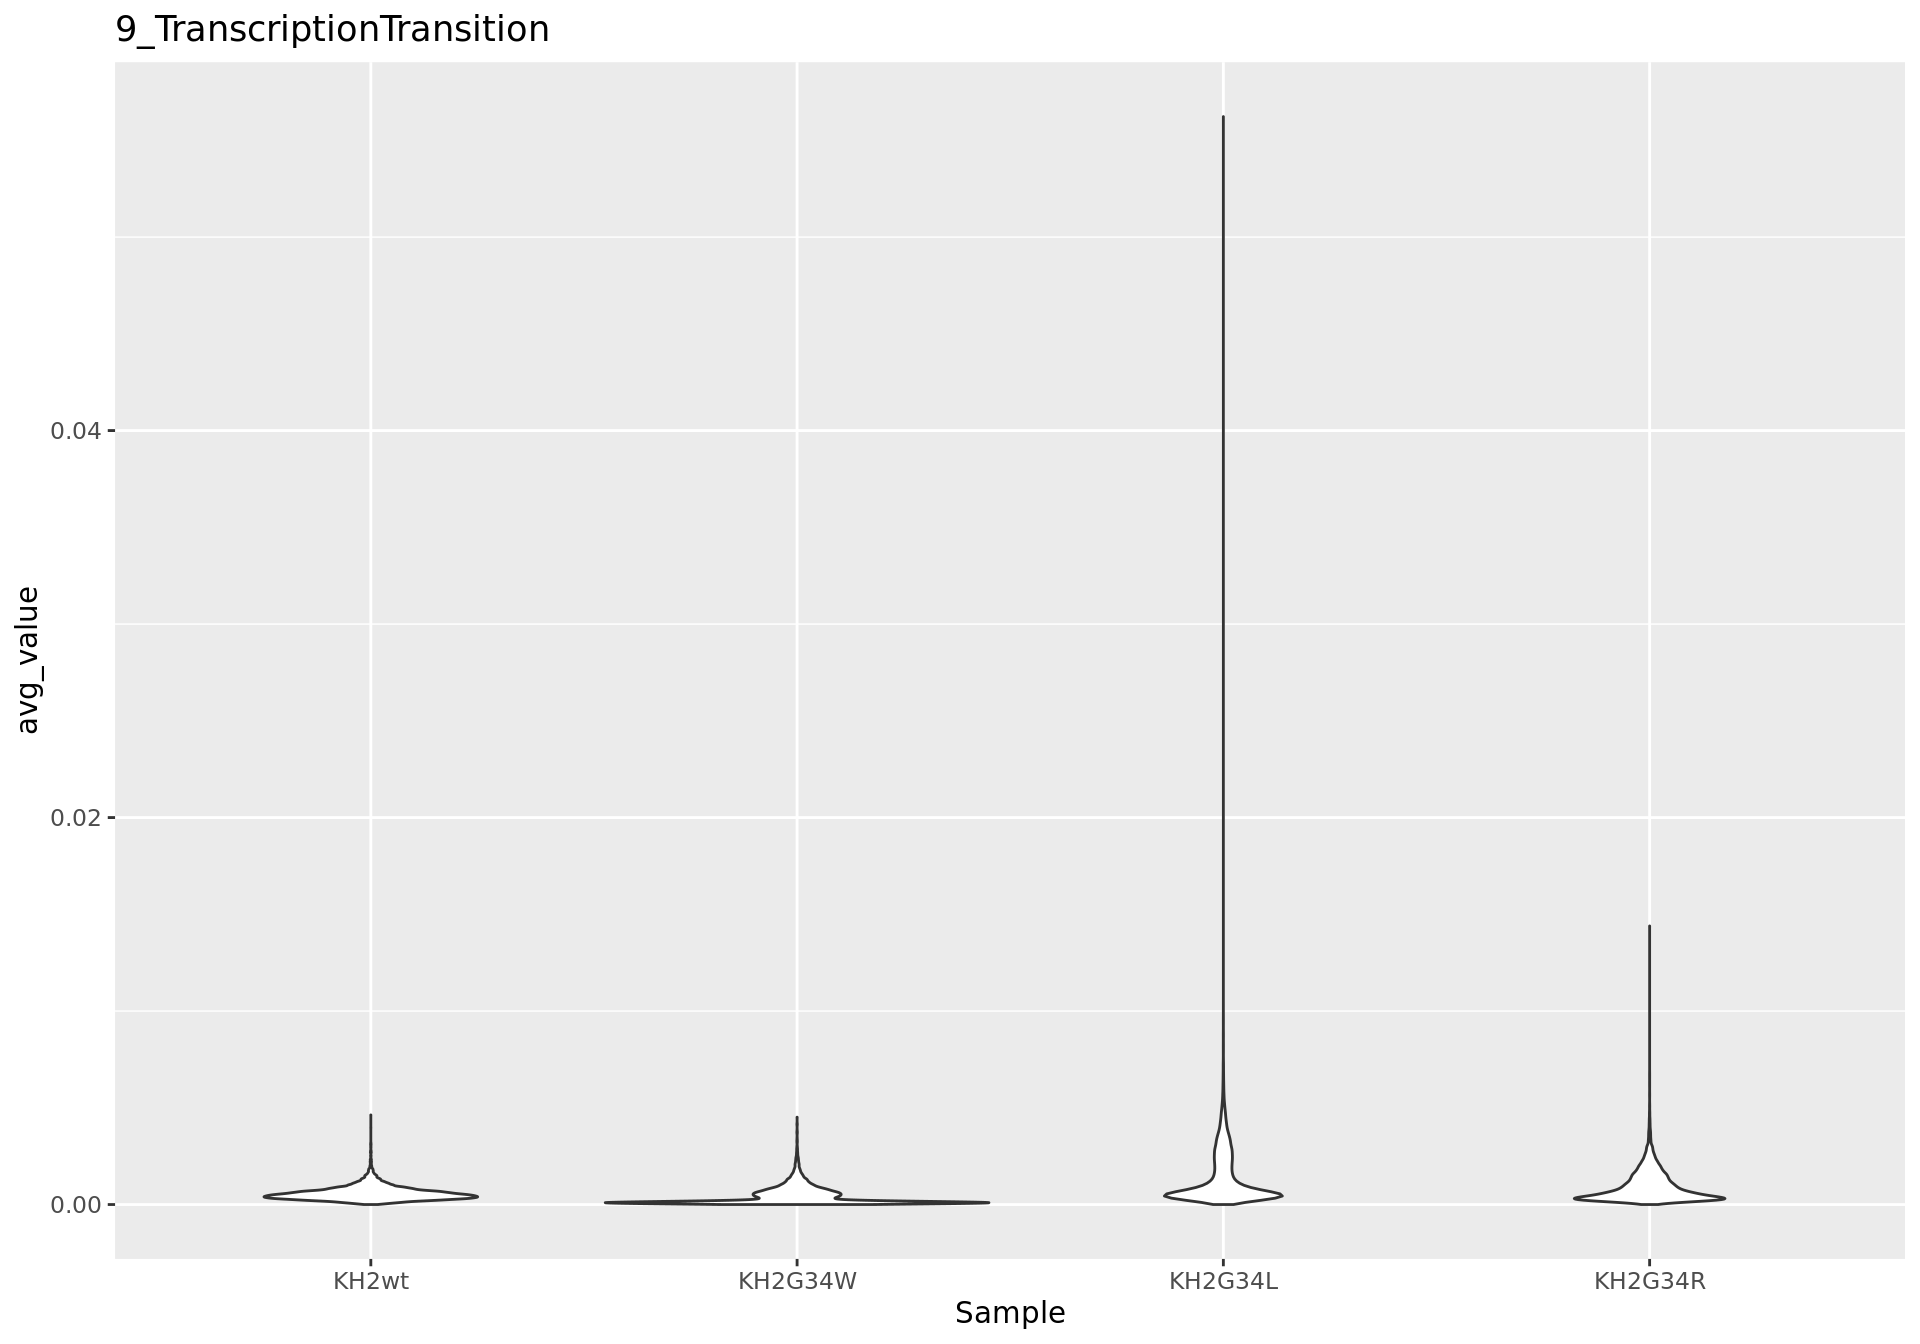 9_TranscriptionTransition
avg_value
0.04
0.02
0.00
KH2wt KH2G34W KH2G34L KH2G34R
Sample